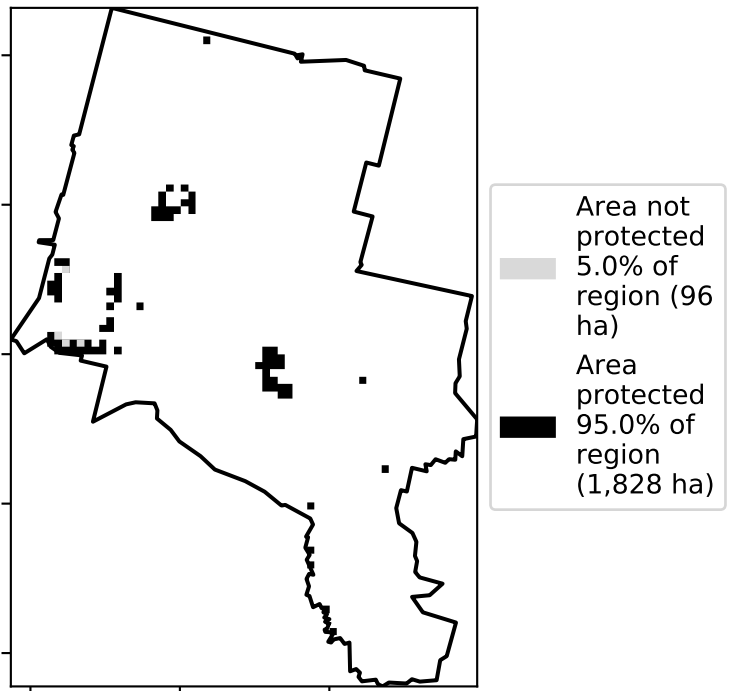 Area not
protected
5.0% of
region (96
ha)
Area
protected
95.0% of
region
(1,828 ha)